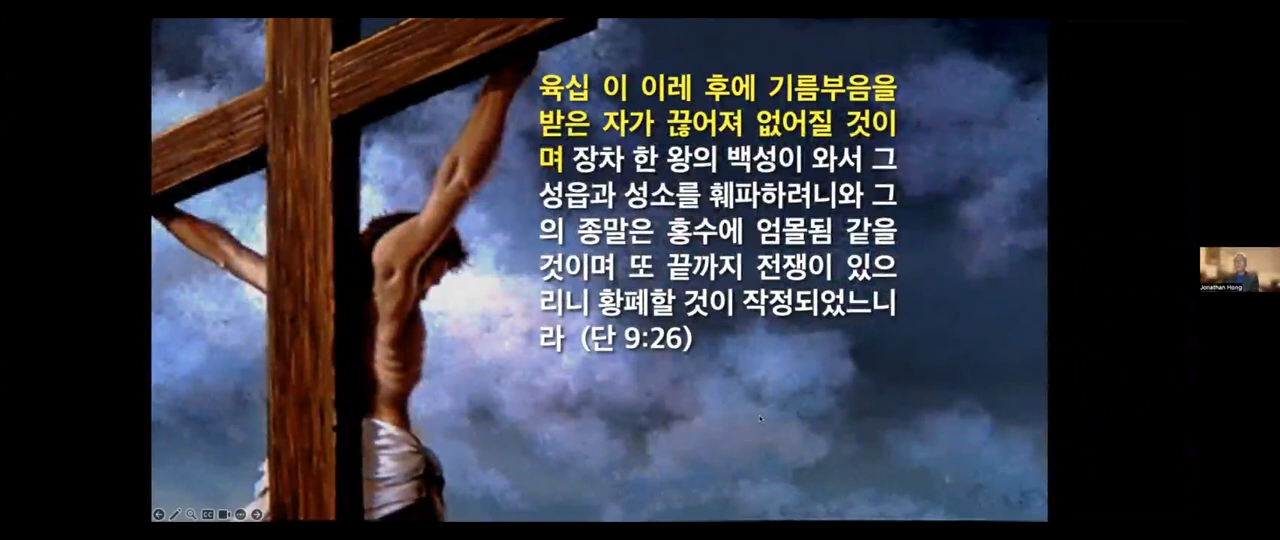 육십 이 이레 후에 기름부음을
받은 자가 끊어져 없어질 것이
며 장차 한 왕의 백성이 와서 그
성읍과 성소를 훼파하려니와 그
의 종말은 홍수에 엄몰됨 같을
것이며 또 끝까지 전쟁이 있으
리니 황폐할 것이 작정되었느니
라 (단 9:26)
Jonathan Hong